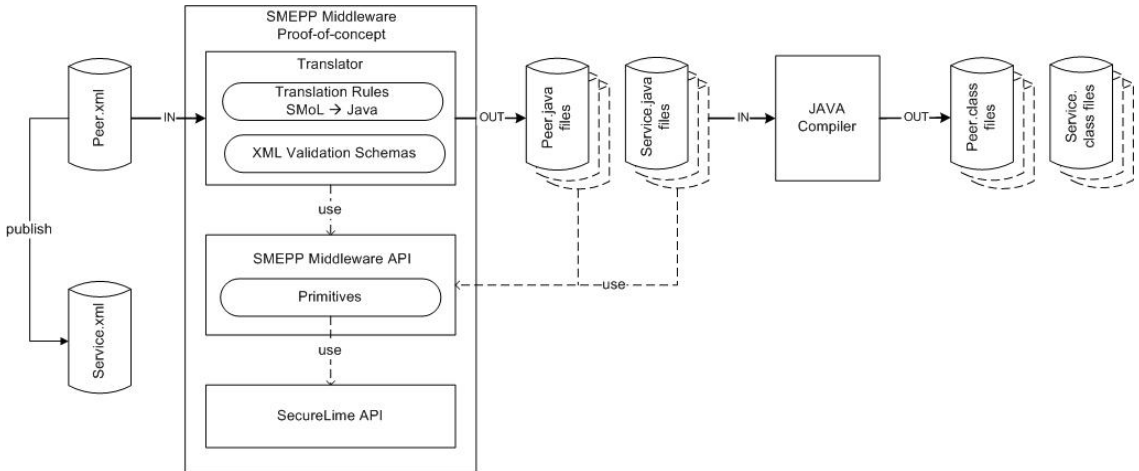 SMEPP Middleware
Proof-of-concept
Translator
Translation Rules
SMoL → Java
XML Validation Schemas
use
SMEPP Middleware API
Primitives
use
SecureLime API
Peer.xml
IN
publish
Service.xml
OUT
Peer.java
files
Service.java
files
use
IN
JAVA
Compiler
OUT
Peer.class
files
Service.
class files